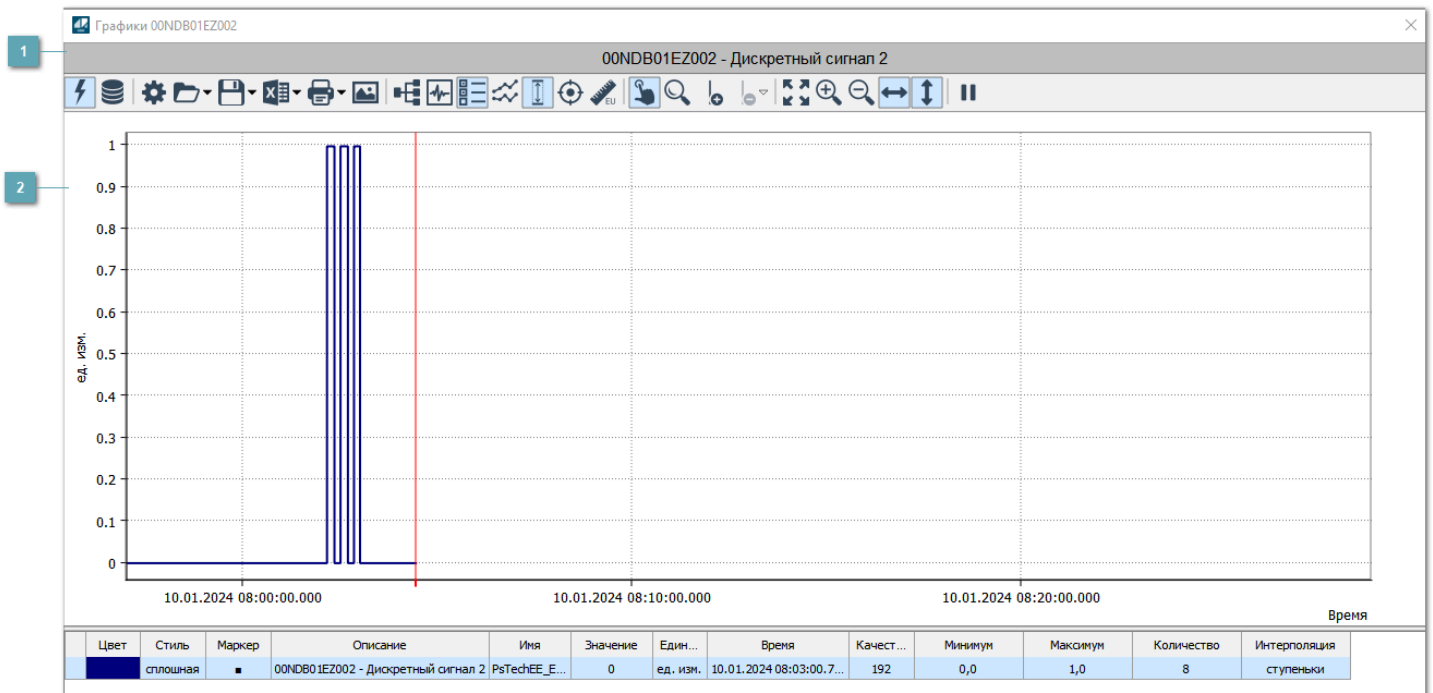 Графики 00NDB01EZ002
1
00NDB01EZ002 - Дискретный сигнал 2
EU
2
1
0.9
0.8
0.7
0.6
0.5
0.4
0.3
0.2
0.1
0
ед. изм.
10.01.2024 08:00:00.000 10.01.2024 08:10:00.000 10.01.2024 08:20:00.000
Время
Цвет Стиль Маркер Описание Имя Значение Един... Время Качест... Минимум Максимум Количество Интерполяция
сплошная 00NDB01EZ002 - Дискретный сигнал 2 PsTechEE_E... 0 ед. изм. 10.01.2024 08:03:00.7... 192 0,0 1,0 8 ступеньки